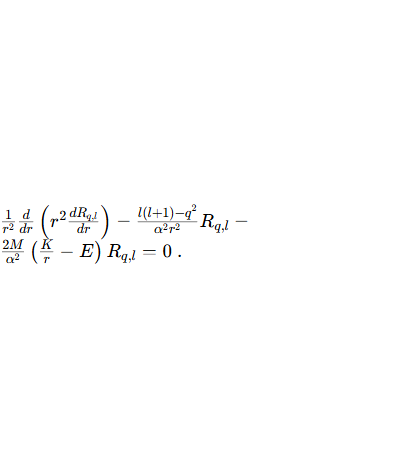 $\frac{1}{r^2}\frac{d}{dr}\left(r^2\frac{dR_{q,l}}{dr}\right)-\frac{l(l+1)-q^2}{\alpha^2r^2}R_{q,l}-$
$\frac{2M}{\alpha^2}\left(\frac{K}{r}-E\right)R_{q,l}=0\;.$